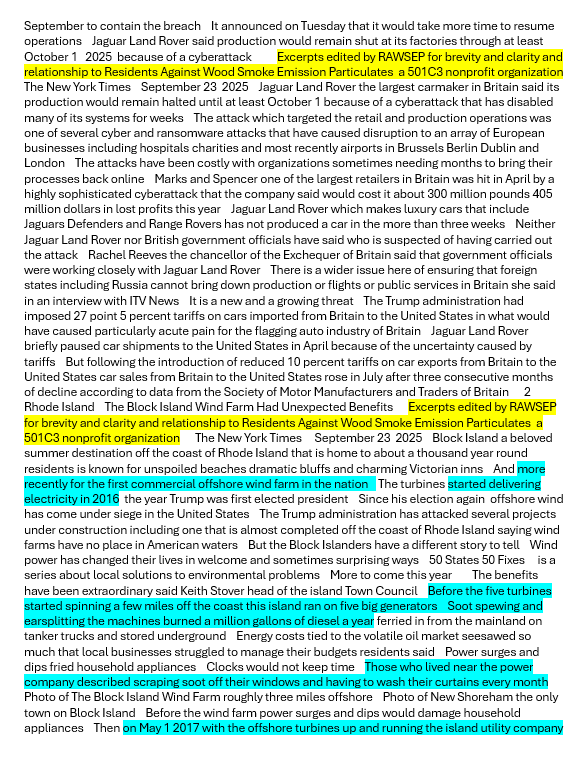 September to contain the breach It announced on Tuesday that it would take more time to resume
operations Jaguar Land Rover said production would remain shut at its factories through at least
October 1 2025 because of a cyberattack Excerpts edited by RAWSEP for brevity and clarity and
relationship to Residents Against Wood Smoke Emission Particulates a 501C3 nonprofit organization
The New York Times September 23 2025 Jaguar Land Rover the largest carmaker in Britain said its
production would remain halted until at least October 1 because of a cyberattack that has disabled
many of its systems for weeks The attack which targeted the retail and production operations was
one of several cyber and ransomware attacks that have caused disruption to an array of European
businesses including hospitals charities and most recently airports in Brussels Berlin Dublin and
London The attacks have been costly with organizations sometimes needing months to bring their
processes back online Marks and Spencer one of the largest retailers in Britain was hit in April by a
highly sophisticated cyberattack that the company said would cost it about 300 million pounds 405
million dollars in lost profits this year Jaguar Land Rover which makes luxury cars that include
Jaguars Defenders and Range Rovers has not produced a car in the more than three weeks Neither
Jaguar Land Rover nor British government officials have said who is suspected of having carried out
the attack Rachel Reeves the chancellor of the Exchequer of Britain said that government officials
were working closely with Jaguar Land Rover There is a wider issue here of ensuring that foreign
states including Russia cannot bring down production or flights or public services in Britain she said
in an interview with ITV News It is a new and a growing threat The Trump administration had
imposed 27 point 5 percent tariffs on cars imported from Britain to the United States in what would
have caused particularly acute pain for the flagging auto industry of Britain Jaguar Land Rover
briefly paused car shipments to the United States in April because of the uncertainty caused by
tariffs But following the introduction of reduced 10 percent tariffs on car exports from Britain to the
United States car sales from Britain to the United States rose in July after three consecutive months
of decline according to data from the Society of Motor Manufacturers and Traders of Britain 2
Rhode Island The Block Island Wind Farm Had Unexpected Benefits Excerpts edited by RAWSEP
for brevity and clarity and relationship to Residents Against Wood Smoke Emission Particulates a
501C3 nonprofit organization The New York Times September 23 2025 Block Island a beloved
summer destination off the coast of Rhode Island that is home to about a thousand year round
residents is known for unspoiled beaches dramatic bluffs and charming Victorian inns And more
recently for the first commercial offshore wind farm in the nation The turbines started delivering
electricity in 2016 the year Trump was first elected president Since his election again offshore wind
has come under siege in the United States The Trump administration has attacked several projects
under construction including one that is almost completed off the coast of Rhode Island saying wind
farms have no place in American waters But the Block Islanders have a different story to tell Wind
power has changed their lives in welcome and sometimes surprising ways 50 States 50 Fixes is a
series about local solutions to environmental problems More to come this year The benefits
have been extraordinary said Keith Stover head of the island Town Council Before the five turbines
started spinning a few miles off the coast this island ran on five big generators Soot spewing and
earsplitting the machines burned a million gallons of diesel a year ferried in from the mainland on
tanker trucks and stored underground Energy costs tied to the volatile oil market seesawed so
much that local businesses struggled to manage their budgets residents said Power surges and
dips fried household appliances Clocks would not keep time Those who lived near the power
company described scraping soot off their windows and having to wash their curtains every month
Photo of The Block Island Wind Farm roughly three miles offshore Photo of New Shoreham the only
town on Block Island Before the wind farm power surges and dips would damage household
appliances Then on May 1 2017 with the offshore turbines up and running the island utility company